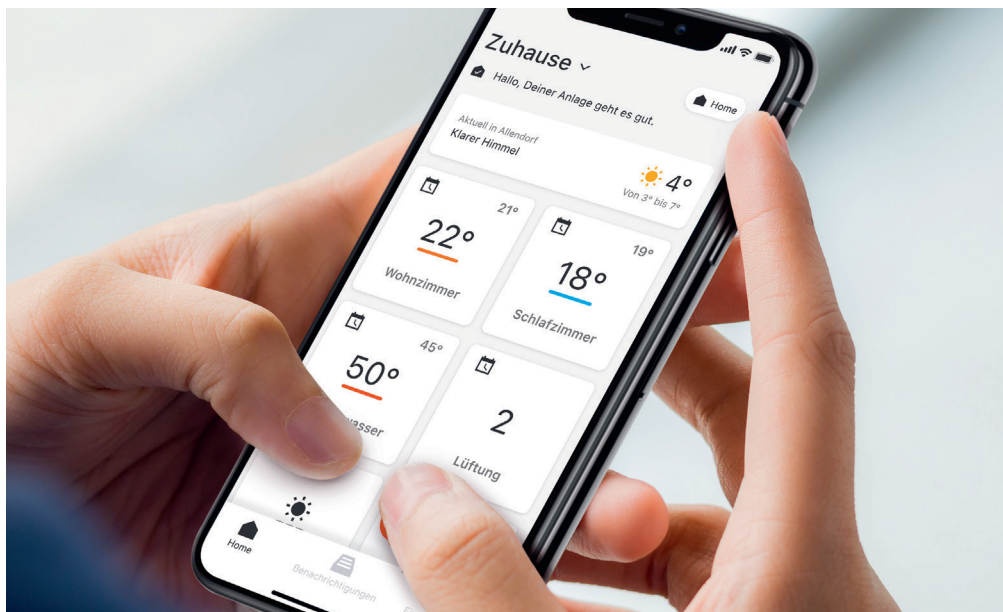 Zuhause
Hallo, Deiner Anlage geht es gut.
Home
Aktuell in Allendorf
Klarer Himmel
4°
Von 3° bis 7°
21°
22°
Wohnzimmer
19°
18°
Schlafzimmer
45°
50°
wasser
2
Lüftung
Home
Benachrichtigungen